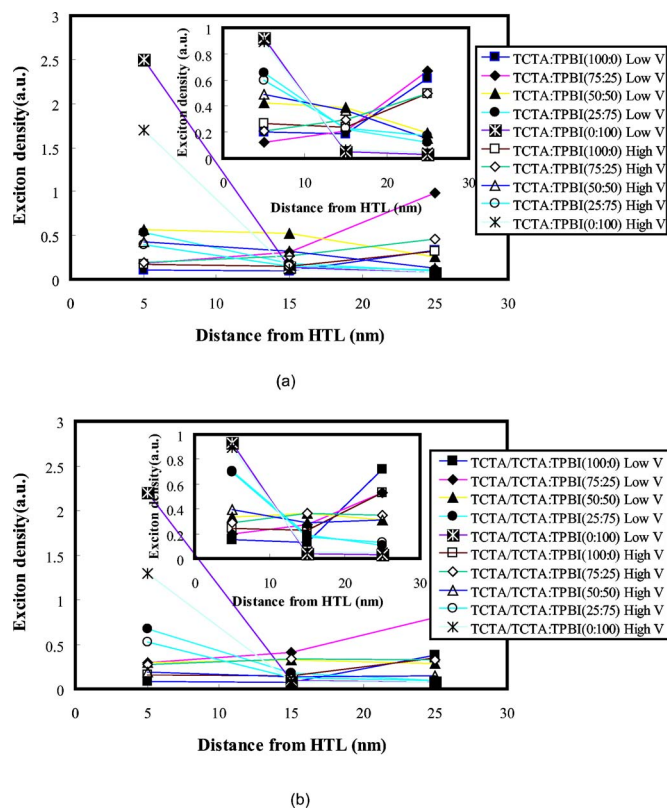 3
2.5
2
1.5
1
0.5
0
0 5 10 15 20 25 30
Exciton density(a.u.)
Distance from HTL (nm)
1
0.8
0.6
0.4
0.2
0
0 10 20 30
Exciton density (a.u.)
Distance from HTL (nm)
TCTA:TPBI(100:0) Low V
TCTA:TPBI(75:25) Low V
TCTA:TPBI(50:50) Low V
TCTA:TPBI(25:75) Low V
TCTA:TPBI(0:100) Low V
TCTA:TPBI(100:0) High V
TCTA:TPBI(75:25) High V
TCTA:TPBI(50:50) High V
TCTA:TPBI(25:75) High V
TCTA:TPBI(0:100) High V
(a)
3
2.5
2
1.5
1
0.5
0
0 5 10 15 20 25 30
Exciton density(a.u.)
Distance from HTL (nm)
1
0.8
0.6
0.4
0.2
0
0 10 20 30
Exciton density(a.u.)
Distance from HTL (nm)
TCTA/TCTA:TPBI(100:0) Low V
TCTA/TCTA:TPBI(75:25) Low V
TCTA/TCTA:TPBI(50:50) Low V
TCTA/TCTA:TPBI(25:75) Low V
TCTA/TCTA:TPBI(0:100) Low V
TCTA/TCTA:TPBI(100:0) High V
TCTA/TCTA:TPBI(75:25) High V
TCTA/TCTA:TPBI(50:50) High V
TCTA/TCTA:TPBI(25:75) High V
TCTA/TCTA:TPBI(0:100) High V
(b)